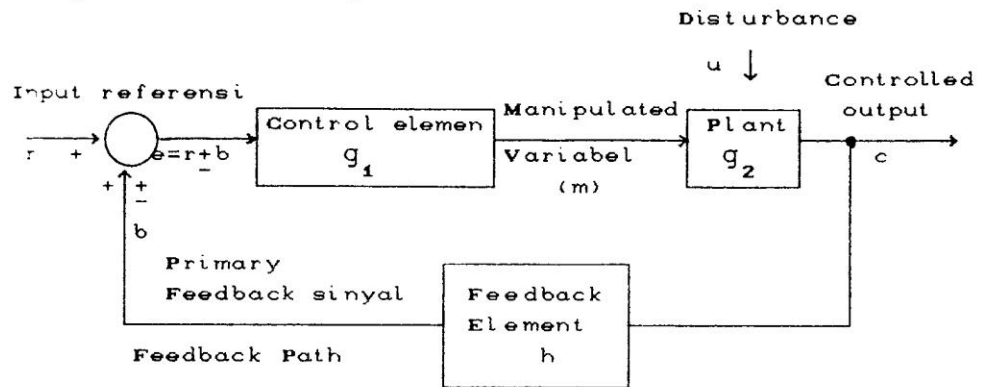 Disturbance
u
Input referensi
Control elemen
g1
Manipulated
Variabel
(m)
Plant
g2
Controlled
output
r
+
e=r±b
c
+
±
b
Primary
Feedback sinyal
Feedback Path
Feedback
Element
h